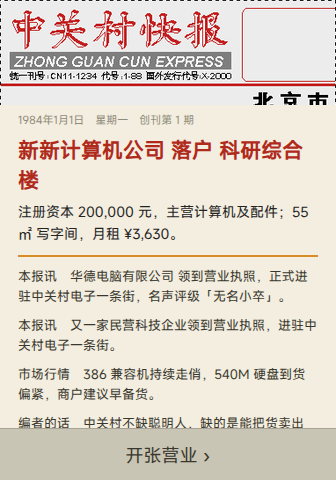 中关村快报
ZHONG GUAN CUN EXPRESS
统一刊号:CN11-1234 代号:1-88 国外发行代号:X-2000
北京市
1984年1月1日 星期一 创刊第 1 期
新新计算机公司 落户 科研综合
楼
注册资本 200,000 元，主营计算机及配件；55
㎡ 写字间，月租 ¥3,630。
本报讯 华德电脑有限公司 领到营业执照，正式进
驻中关村电子一条街，名声评级「无名小卒」。
本报讯 又一家民营科技企业领到营业执照，进驻中
关村电子一条街。
市场行情 386 兼容机持续走俏，540M 硬盘到货
偏紧，商户建议早备货。
编者的话 中关村不缺聪明人，缺的是能把货卖出
开张营业 ›